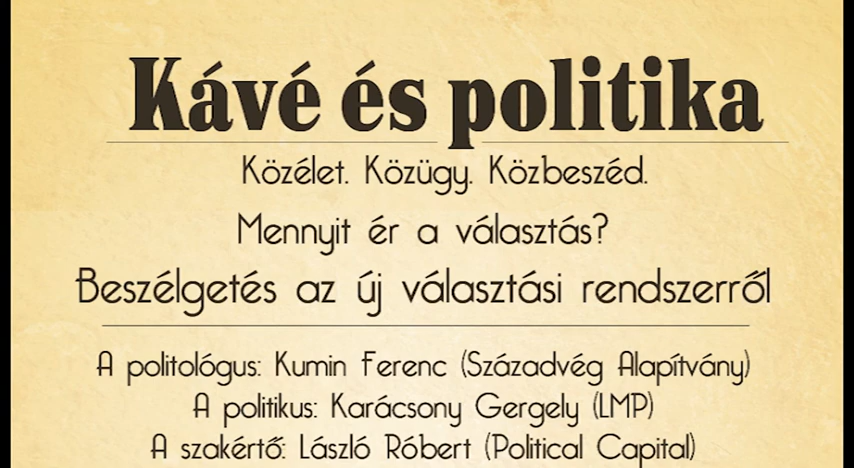 Kávé és politika
Közélet. Közügy. Közbeszéd.
Mennyit ér a választás?
Beszélgetés az új választási rendszerről
A politológus: Kumin Ferenc (Századvég Alapítvány)
A politikus: Karácsony Gergely (LMP)
A szakértő: László Róbert (Political Capital)